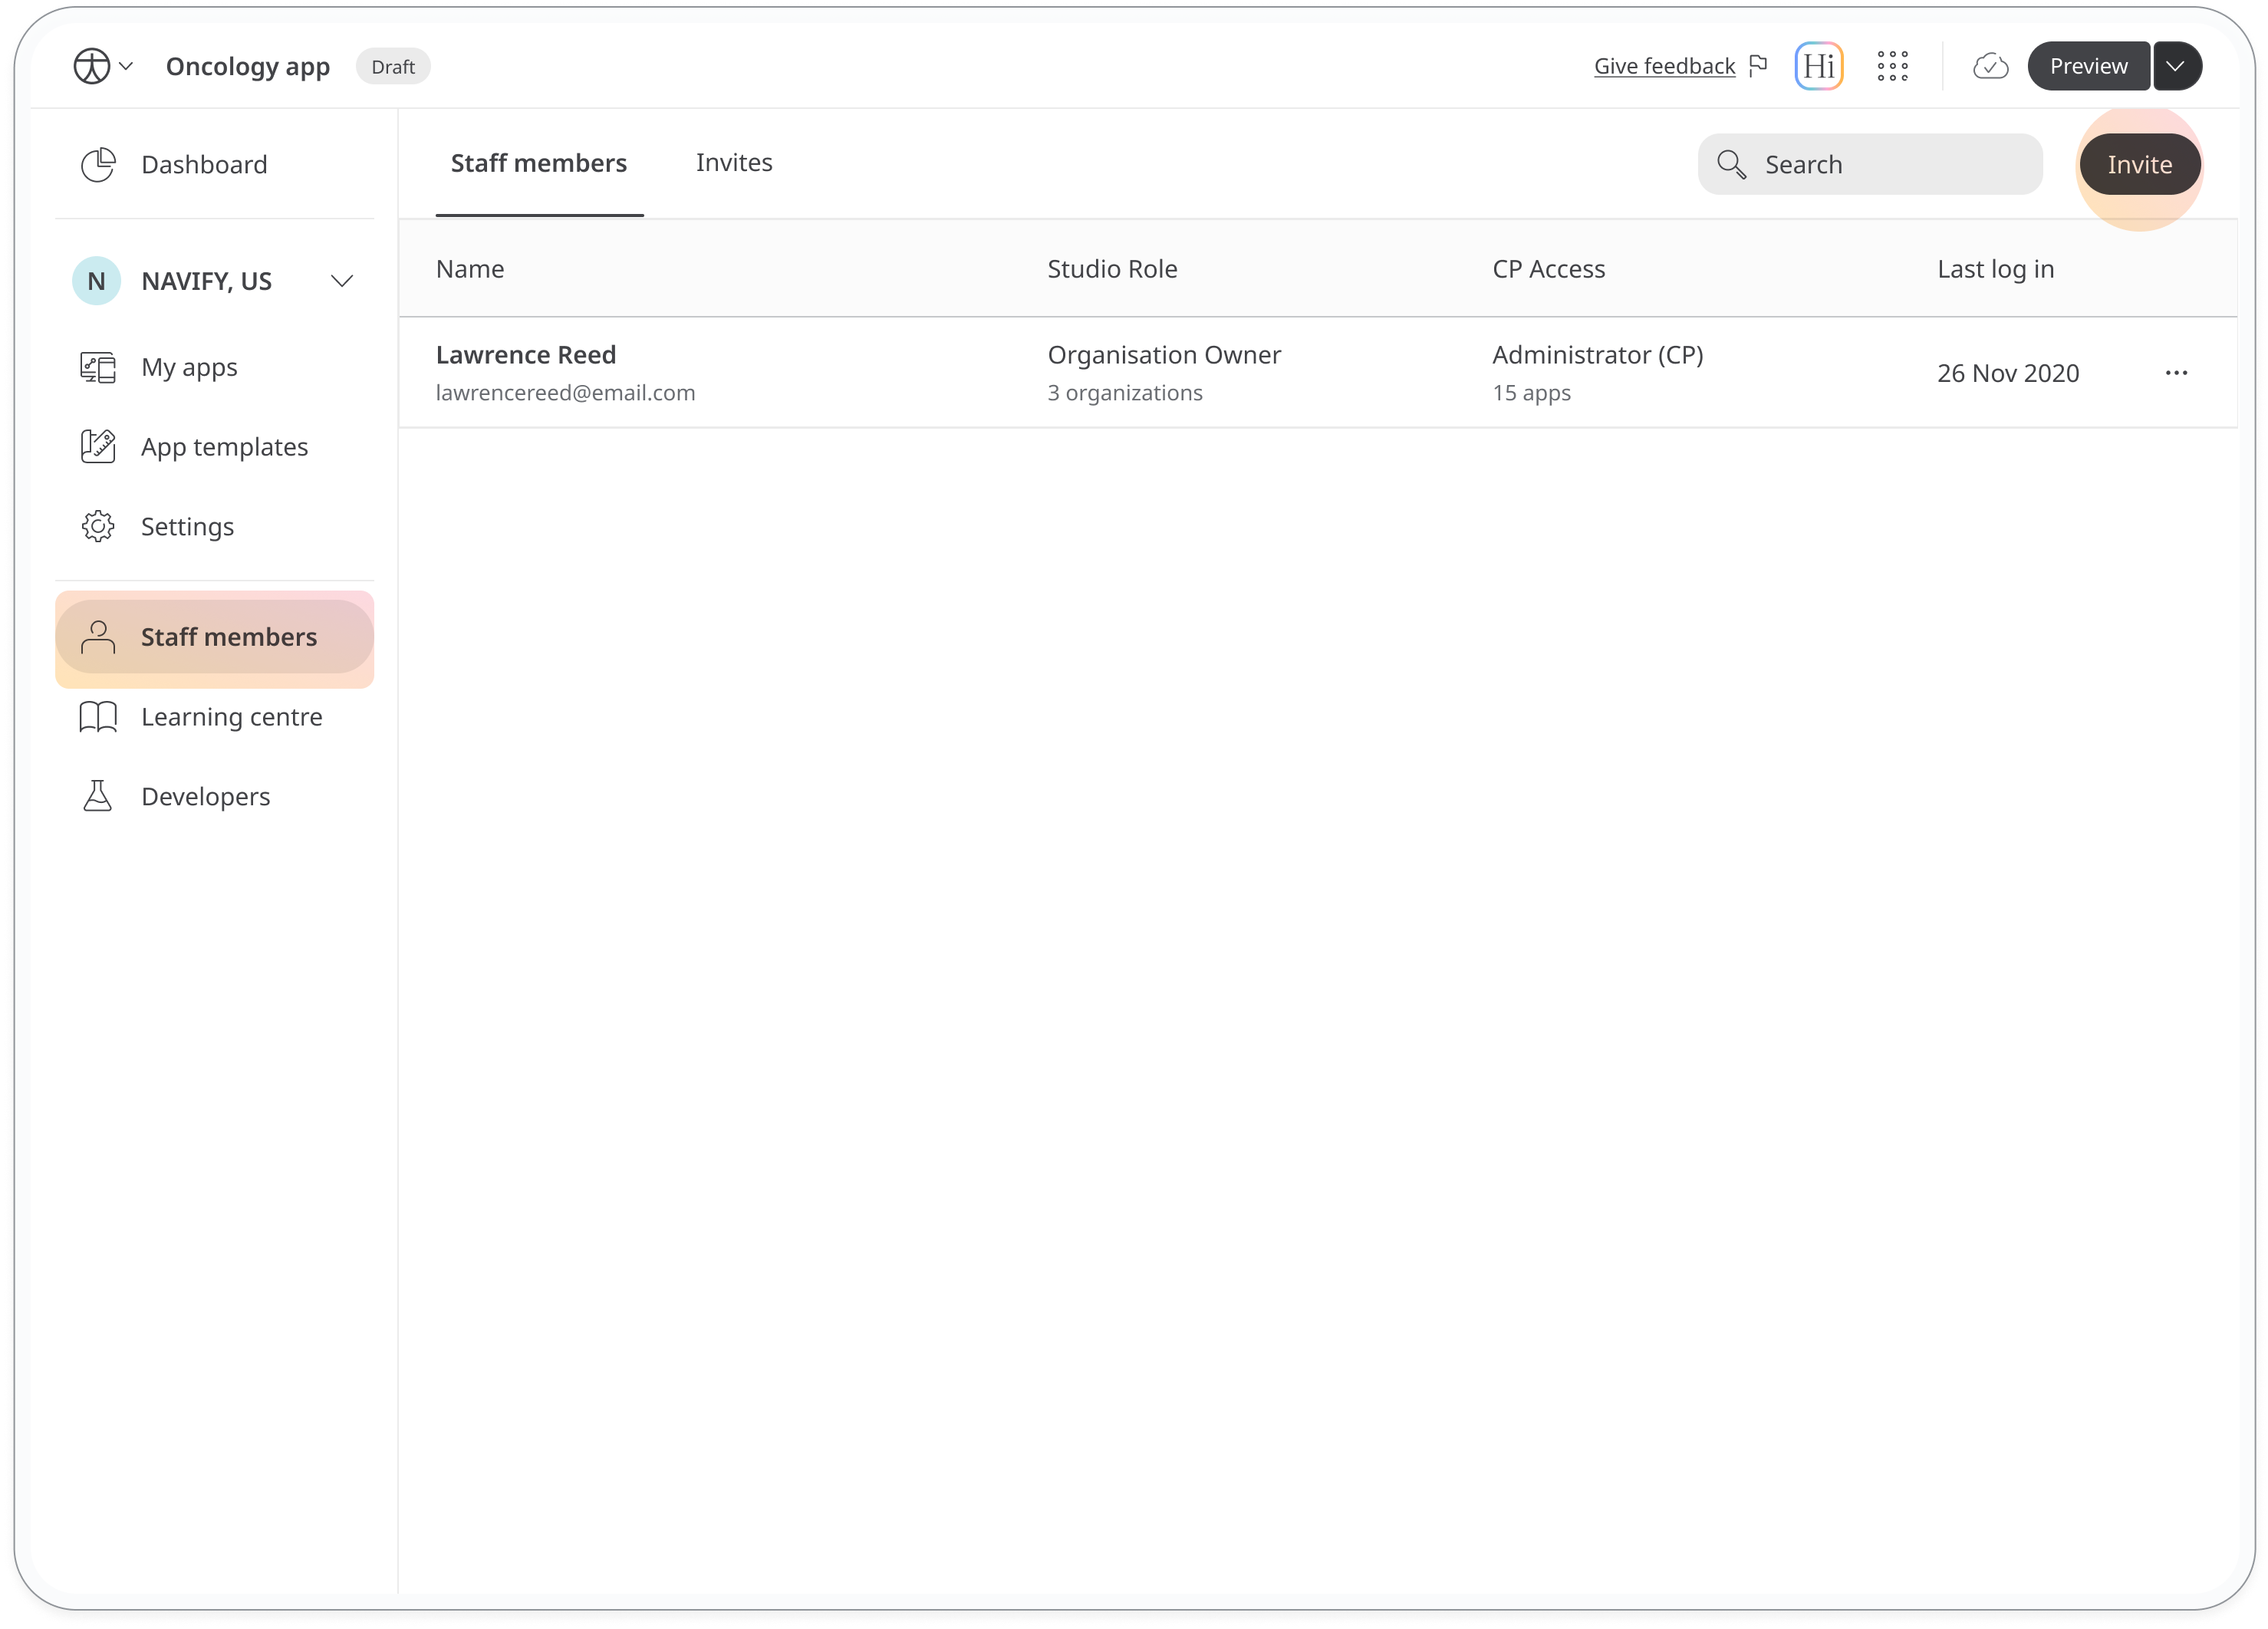 Oncology app
Draft
Give feedback
Hi
Preview
Dashboard
N
NAVIFY, US
My apps
App templates
Settings
Staff members
Learning centre
Developers
Staff members
Invites
Search
Invite
Name
Studio Role
CP Access
Last log in
Lawrence Reed
lawrencereed@email.com
Organisation Owner
3 organizations
Administrator (CP)
15 apps
26 Nov 2020